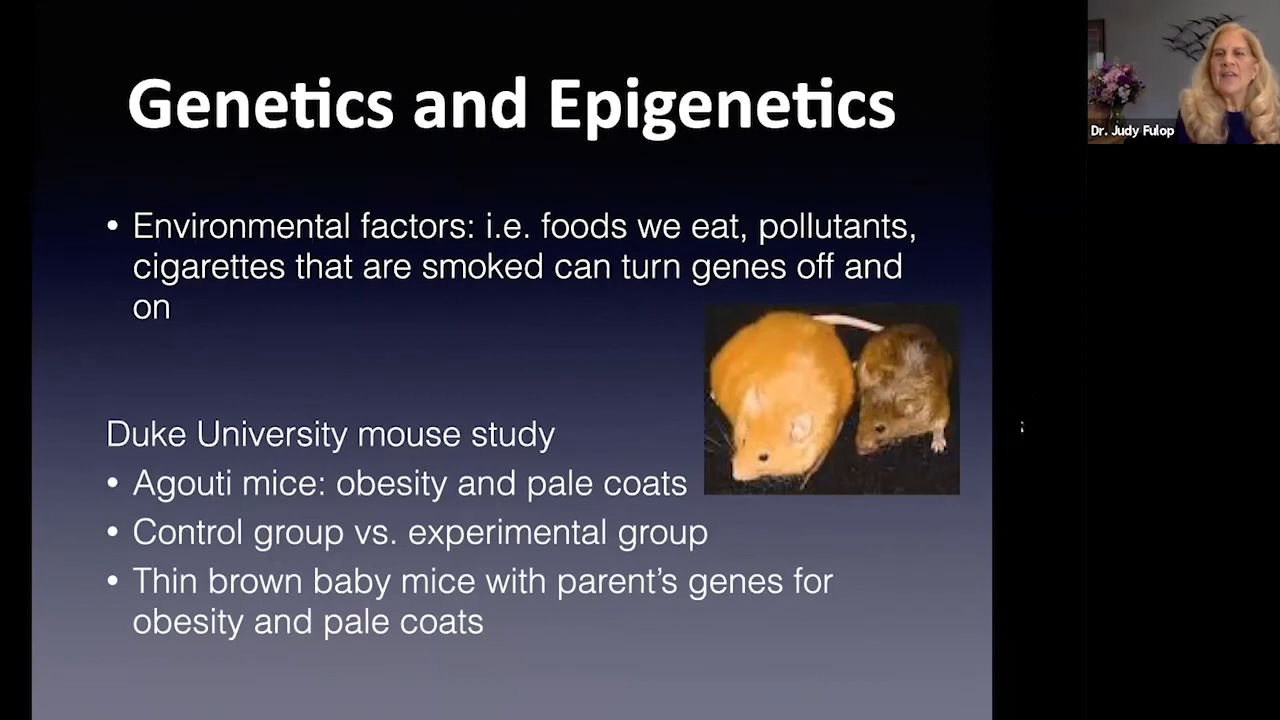 Genetics and Epigenetics
Dr. Judy Fulop
• Environmental factors: i.e. foods we eat, pollutants,
cigarettes that are smoked can turn genes off and
on
Duke University mouse study
• Agouti mice: obesity and pale coats
• Control group vs. experimental group
• Thin brown baby mice with parent’s genes for
obesity and pale coats